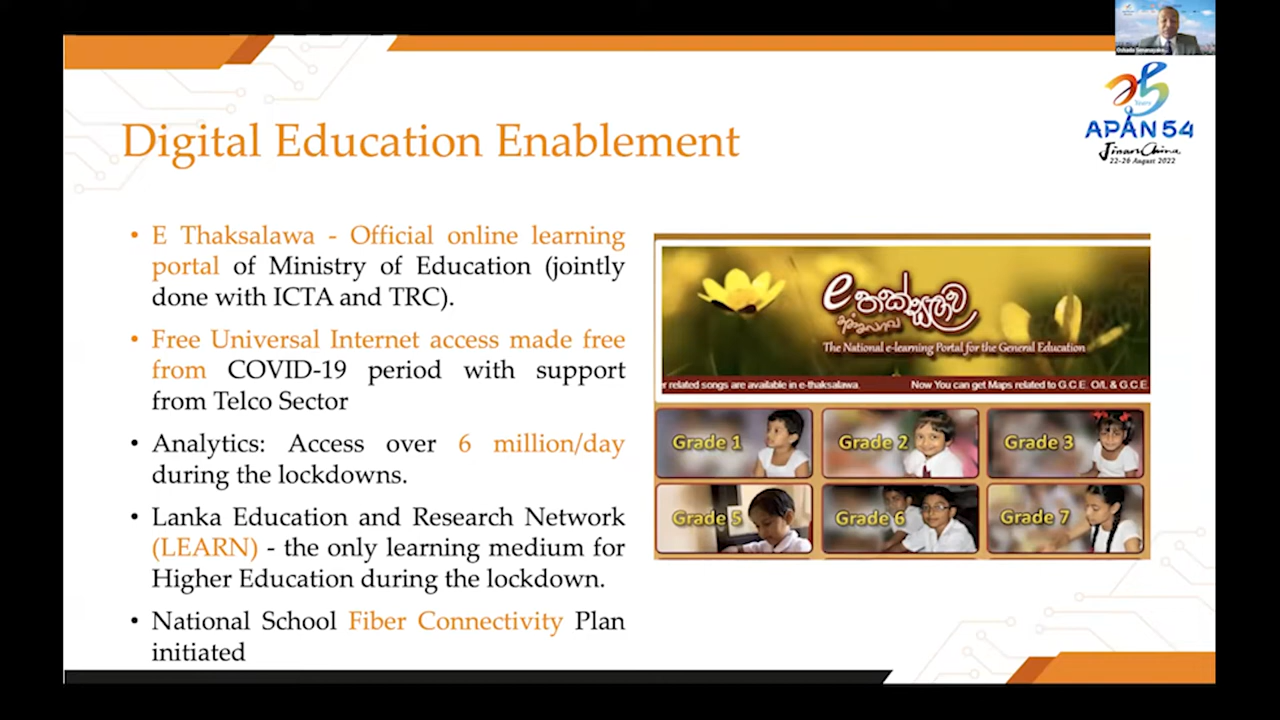 APAN 54
Jinan China
22-26 August 2022
Digital Education Enablement
• E Thaksalawa - Official online learning
portal of Ministry of Education (jointly
done with ICTA and TRC).
• Free Universal Internet access made free
from COVID-19 period with support
from Telco Sector
• Analytics: Access over 6 million/day
during the lockdowns.
• Lanka Education and Research Network
(LEARN) - the only learning medium for
Higher Education during the lockdown.
• National School Fiber Connectivity Plan
initiated
e තක්සලාව
The National e-learning Portal for the General Education
r related songs are available in e-thaksalawa. Now You can get Maps related to G.C.E. O/L & G.C.E.
Grade 1 Grade 2 Grade 3
Grade 5 Grade 6 Grade 7